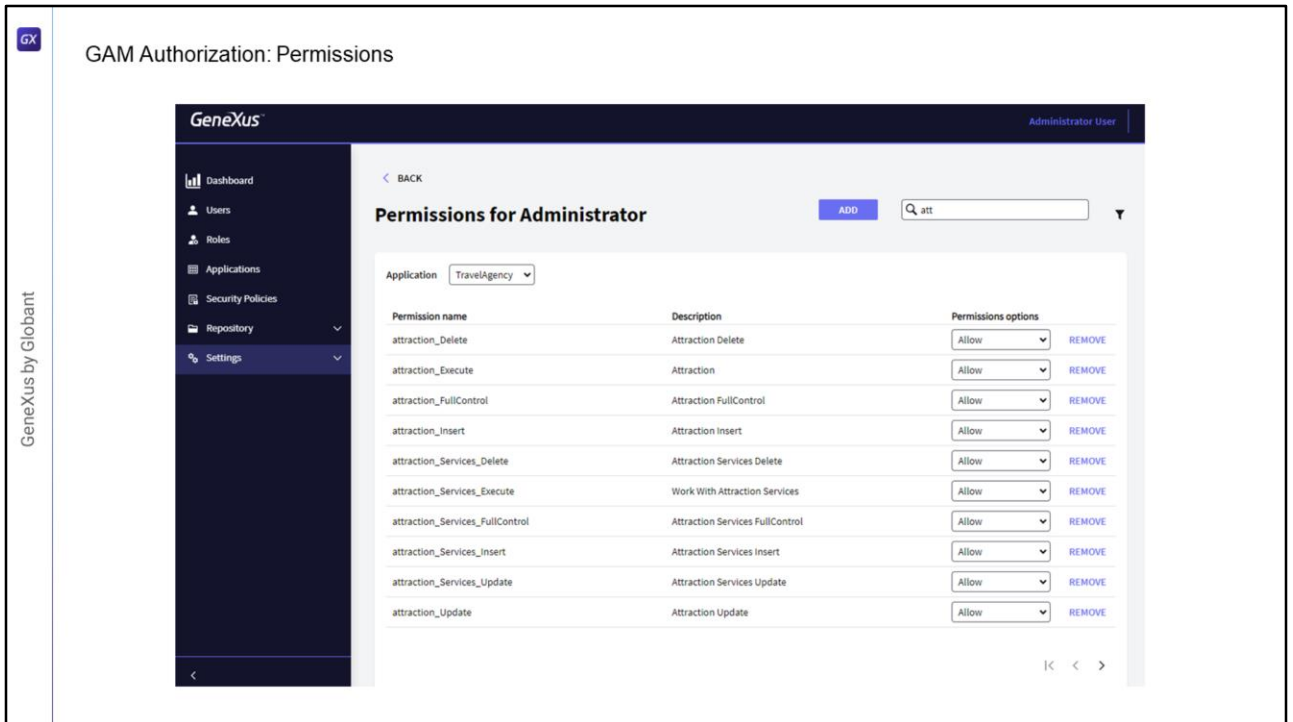 GX
GAM Authorization: Permissions
GeneXus by Globant
GeneXus™
Administrator User
Dashboard
Users
Roles
Applications
Security Policies
Repository
Settings
BACK
Permissions for Administrator
ADD
att
Application TravelAgency
Permission name Description Permissions options
attraction_Delete Attraction Delete Allow REMOVE
attraction_Execute Attraction Allow REMOVE
attraction_FullControl Attraction FullControl Allow REMOVE
attraction_Insert Attraction Insert Allow REMOVE
attraction_Services_Delete Attraction Services Delete Allow REMOVE
attraction_Services_Execute Work With Attraction Services Allow REMOVE
attraction_Services_FullControl Attraction Services FullControl Allow REMOVE
attraction_Services_Insert Attraction Services Insert Allow REMOVE
attraction_Services_Update Attraction Services Update Allow REMOVE
attraction_Update Attraction Update Allow REMOVE